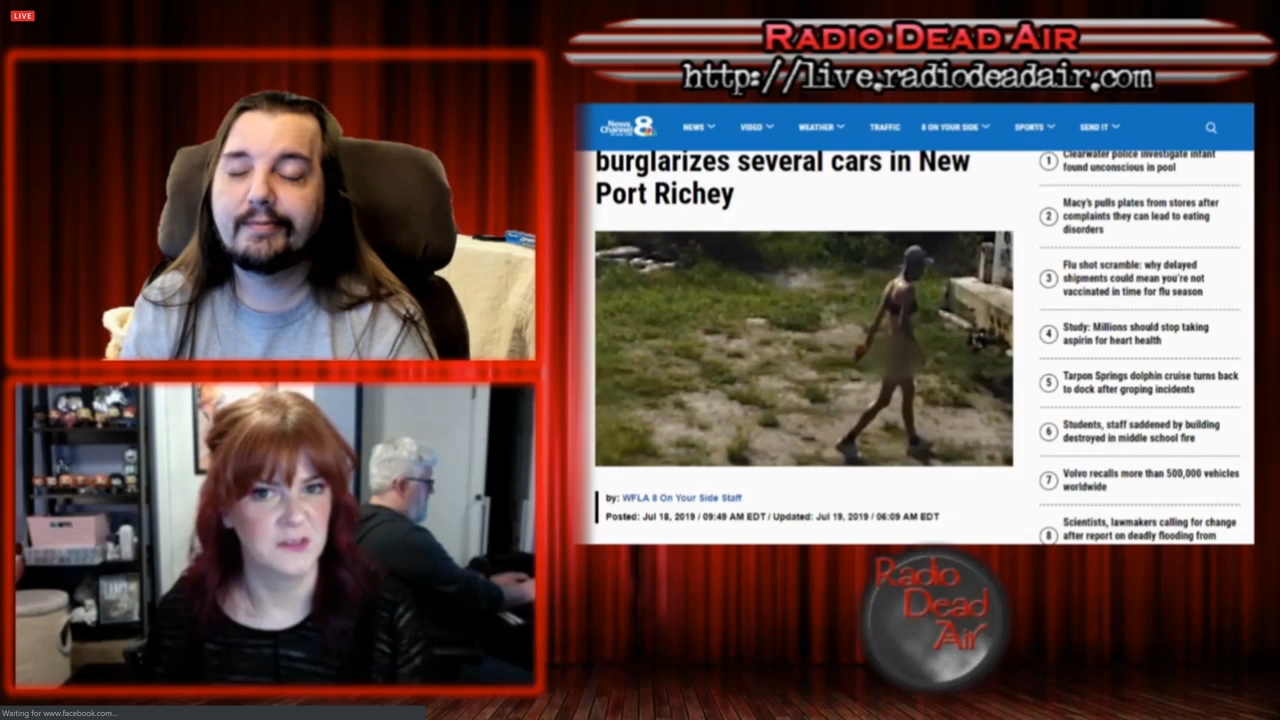 LIVE
RADIO DEAD AIR
http://live.radiodeadair.com
News
Channel 8
NEWS
VIDEO
WEATHER
TRAFFIC
8 ON YOUR SIDE
SPORTS
SEND IT
burglarizes several cars in New
Port Richey
by: WFLA 8 On Your Side Staff
Posted: Jul 18, 2019 / 09:49 AM EDT / Updated: Jul 19, 2019 / 06:09 AM EDT
1 Clearwater police investigate infant
found unconscious in pool
2 Macy's pulls plates from stores after
complaints they can lead to eating
disorders
3 Flu shot scramble: why delayed
shipments could mean you're not
vaccinated in time for flu season
4 Study: Millions should stop taking
aspirin for heart health
5 Tarpon Springs dolphin cruise turns back
to dock after groping incidents
6 Students, staff saddened by building
destroyed in middle school fire
7 Volvo recalls more than 500,000 vehicles
worldwide
8 Scientists, lawmakers calling for change
after report on deadly flooding from
Radio
Dead
Air
Waiting for www.facebook.com...